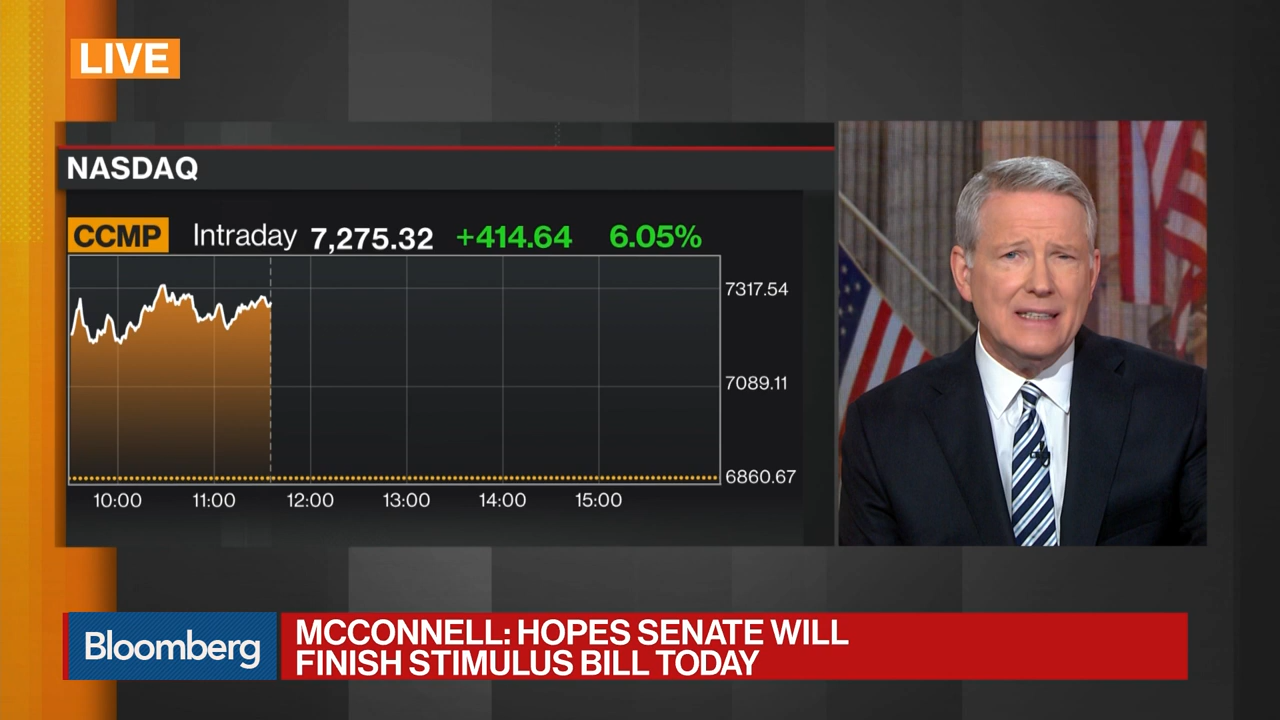 LIVE
NASDAQ
CCMP Intraday 7,275.32 +414.64 6.05%
7317.54
7089.11
6860.67
10:00 11:00 12:00 13:00 14:00 15:00
Bloomberg
MCCONNELL: HOPES SENATE WILL
FINISH STIMULUS BILL TODAY